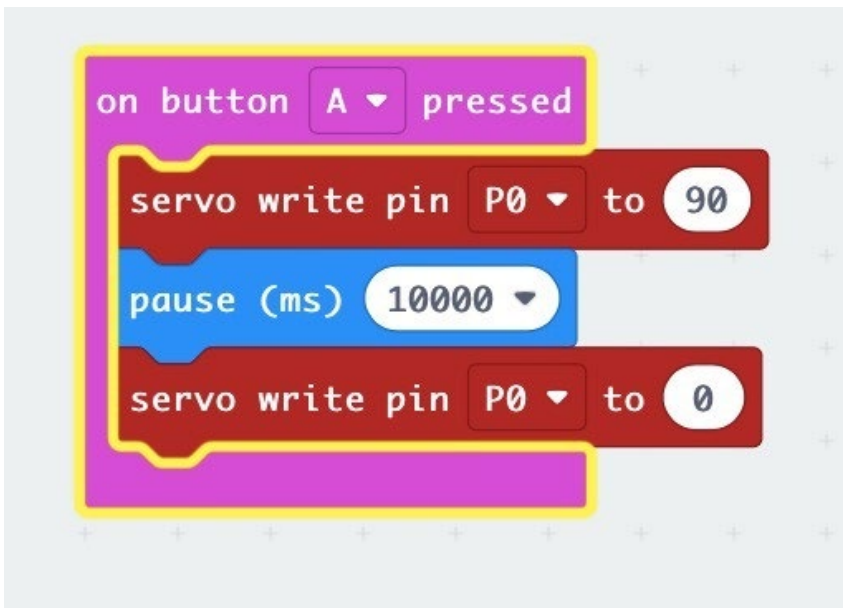 on button A pressed
servo write pin P0 to 90
pause (ms) 10000
servo write pin P0 to 0